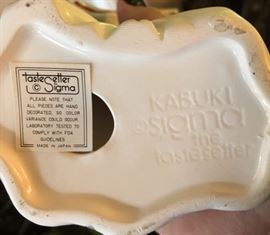 tastesetter
© Sigma
PLEASE NOTE THAT
ALL PIECES ARE HAND
DECORATED, SO COLOR
VARIANCE COULD OCCUR.
LABORATORY TESTED TO
COMPLY WITH FDA
GUIDELINES
MADE IN JAPAN
KABUKI
sigma
the
tastesetter